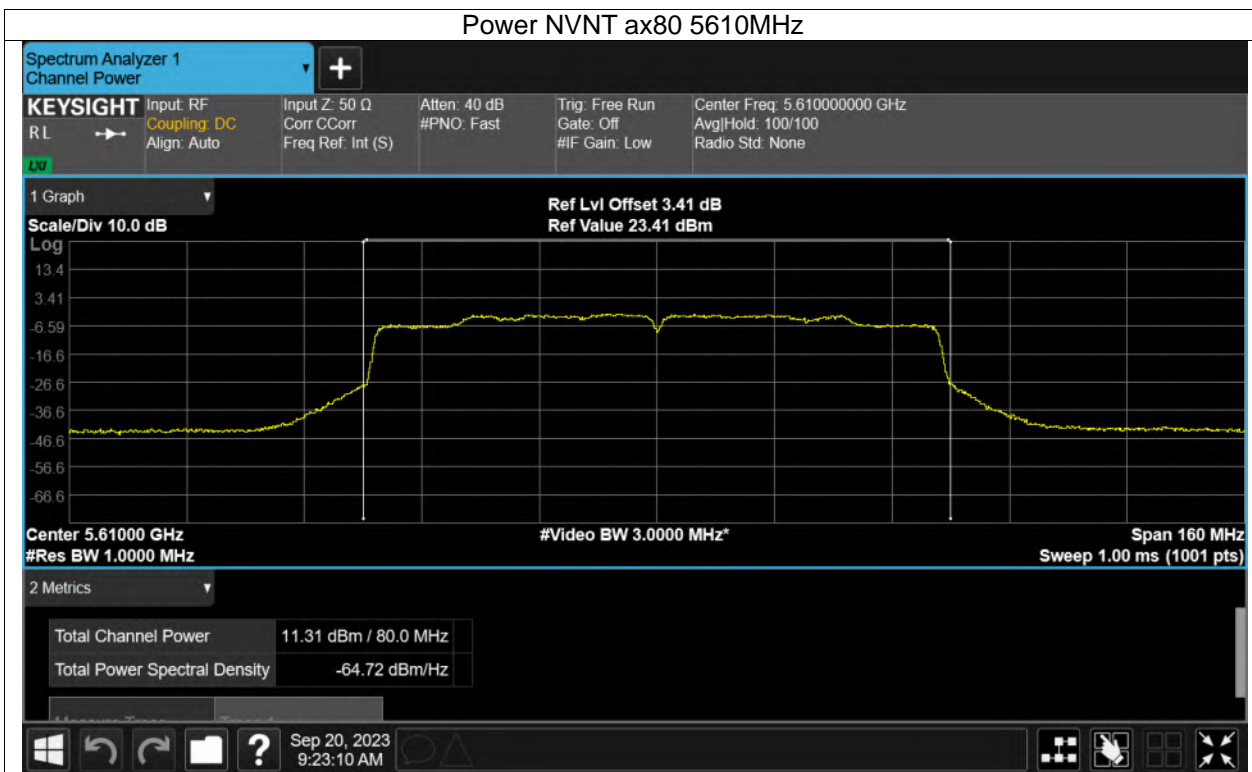 Power NVNT ax80 5610MHz
Spectrum Analyzer 1
Channel Power
KEYSIGHT
RL
LXI
Input: RF
Coupling: DC
Align: Auto
Input Z: 50 Ω
Corr CCorr
Freq Ref: Int (S)
Atten: 40 dB
#PNO: Fast
Trig: Free Run
Gate: Off
#IF Gain: Low
Center Freq: 5.610000000 GHz
Avg|Hold: 100/100
Radio Std: None
1 Graph
Scale/Div 10.0 dB
Ref Lvl Offset 3.41 dB
Ref Value 23.41 dBm
Log
13.4
3.41
-6.59
-16.6
-26.6
-36.6
-46.6
-56.6
-66.6
Center 5.61000 GHz
#Res BW 1.0000 MHz
#Video BW 3.0000 MHz*
Span 160 MHz
Sweep 1.00 ms (1001 pts)
2 Metrics
Total Channel Power 11.31 dBm / 80.0 MHz
Total Power Spectral Density -64.72 dBm/Hz
?
Sep 20, 2023
9:23:10 AM